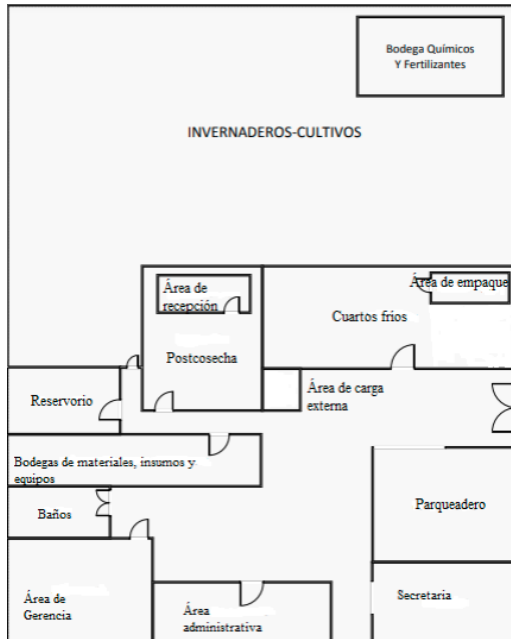 Bodega Químicos
Y Fertilizantes
INVERNADEROS-CULTIVOS
Área de
recepción
Área de empaque
Cuartos frios
Postcosecha
Área de carga
externa
Reservorio
Bodegas de materiales, insumos y
equipos
Baños
Parqueadero
Área de
Gerencia
Área
administrativa
Secretaria